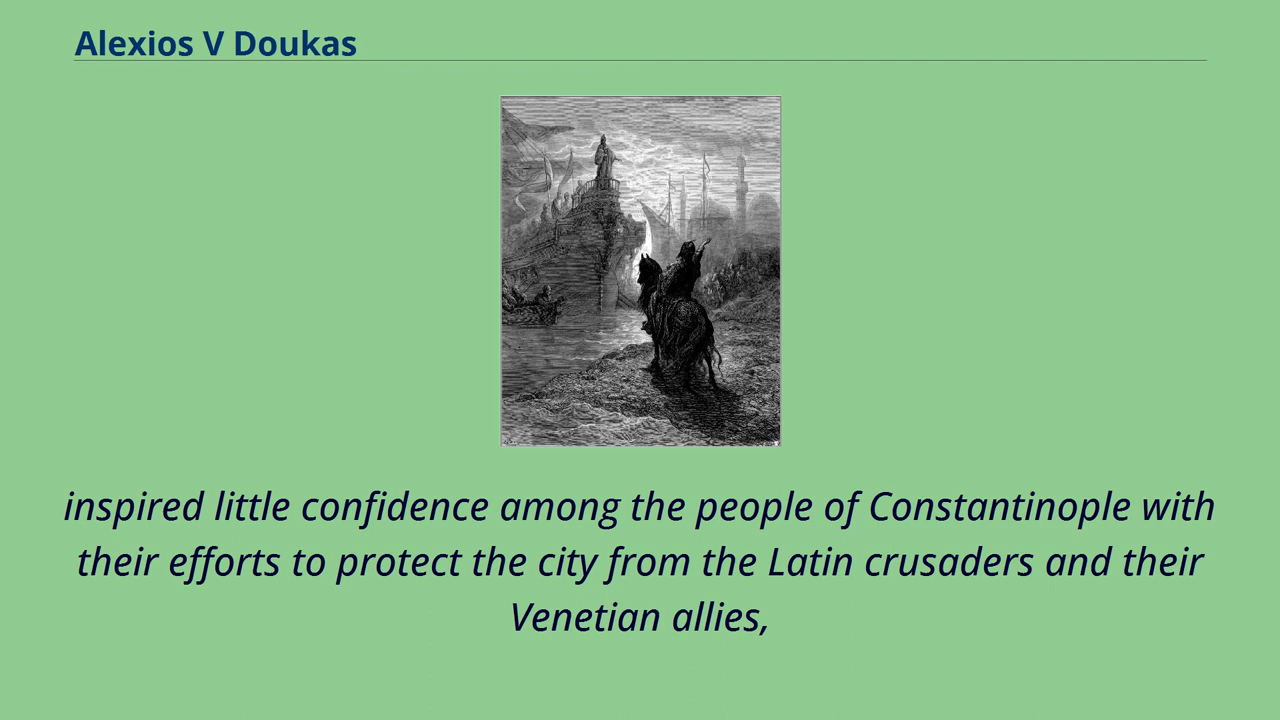 Alexios V Doukas
inspired little confidence among the people of Constantinople with
their efforts to protect the city from the Latin crusaders and their
Venetian allies,